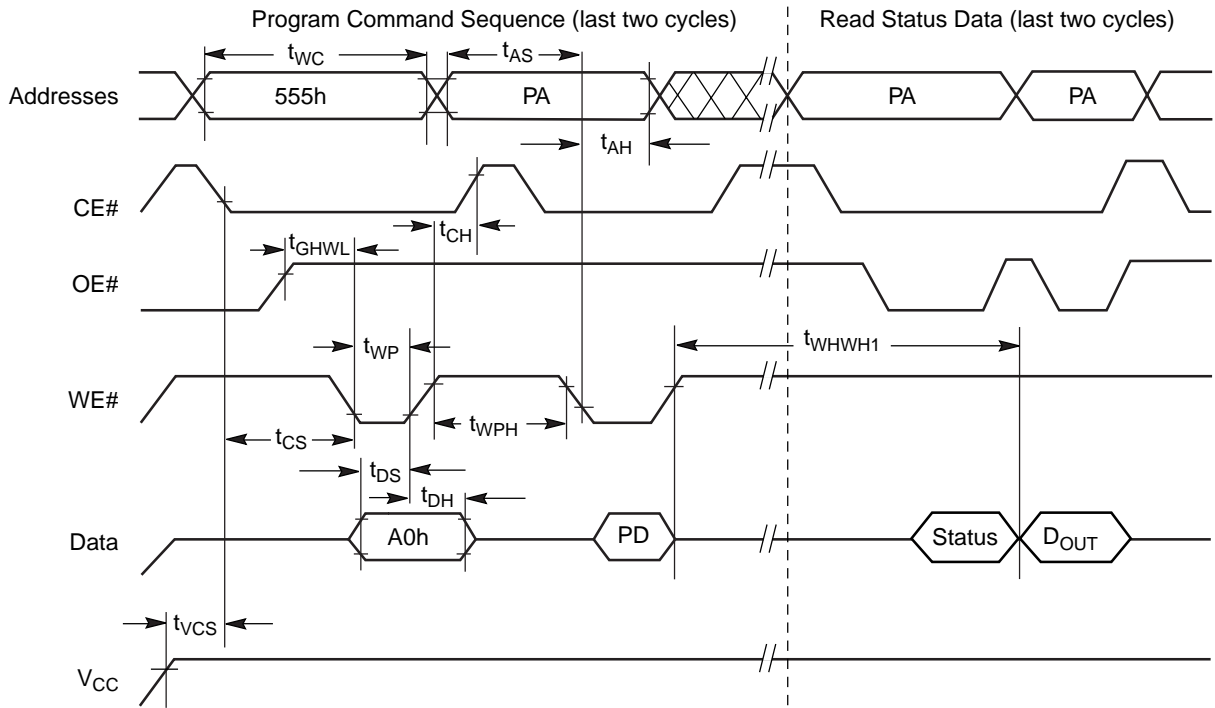 Program Command Sequence (last two cycles)
Read Status Data (last two cycles)
tWC
tAS
Addresses
555h
PA
PA
PA
tAH
CE#
tCH
tGHWL
OE#
tWP
tWHWH1
WE#
tCS
tWPH
tDS
tDH
Data
A0h
PD
Status
DOUT
tVCS
VCC